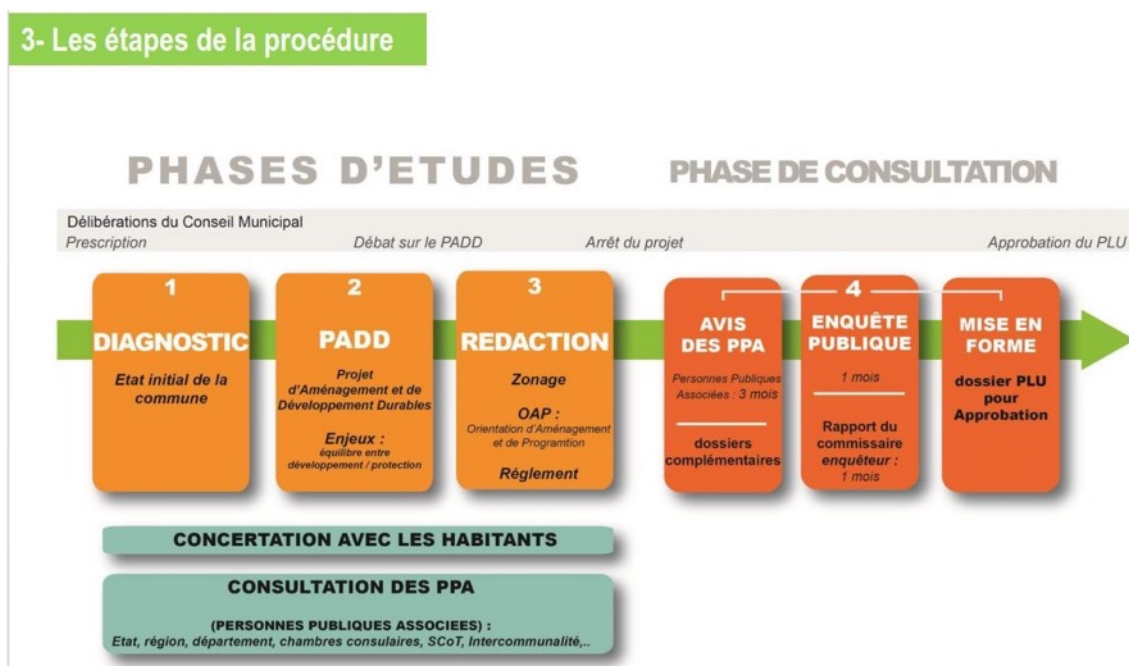 3- Les étapes de la procédure
PHASES D'ETUDES
PHASE DE CONSULTATION
Délibérations du Conseil Municipal
Prescription
Débat sur le PADD
Arrêt du projet
Approbation du PLU
1
DIAGNOSTIC
Etat initial de la
commune
2
PADD
Projet
d'Aménagement et de
Développement Durables
Enjeux :
équilibre entre
développement / protection
3
REDACTION
Zonage
OAP :
Orientation d'Aménagement
et de Programtion
Réglement
4
AVIS
DES PPA
Personnes Publiques
Associées : 3 mois
dossiers
complémentaires
ENQUÊTE
PUBLIQUE
1 mois
Rapport du
commissaire
enquêteur :
1 mois
MISE EN
FORME
dossier PLU
pour
Approbation
CONCERTATION AVEC LES HABITANTS
CONSULTATION DES PPA
(PERSONNES PUBLIQUES ASSOCIEES) :
Etat, région, département, chambres consulaires, SCoT, Intercommunalité,..